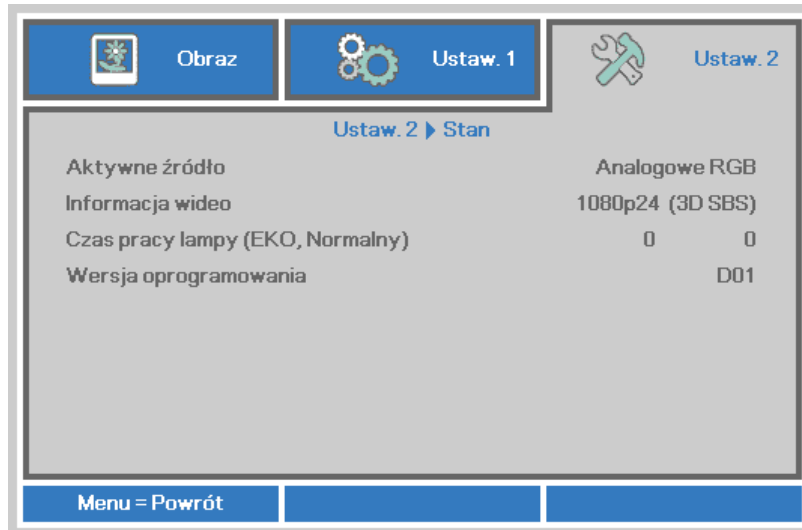 Obraz
Ustaw. 1
Ustaw. 2
Ustaw. 2 Stan
Aktywne źródło Analogowe RGB
Informacja wideo 1080p24 (3D SBS)
Czas pracy lampy (EKO, Normalny) 0 0
Wersja oprogramowania D01
Menu = Powrót